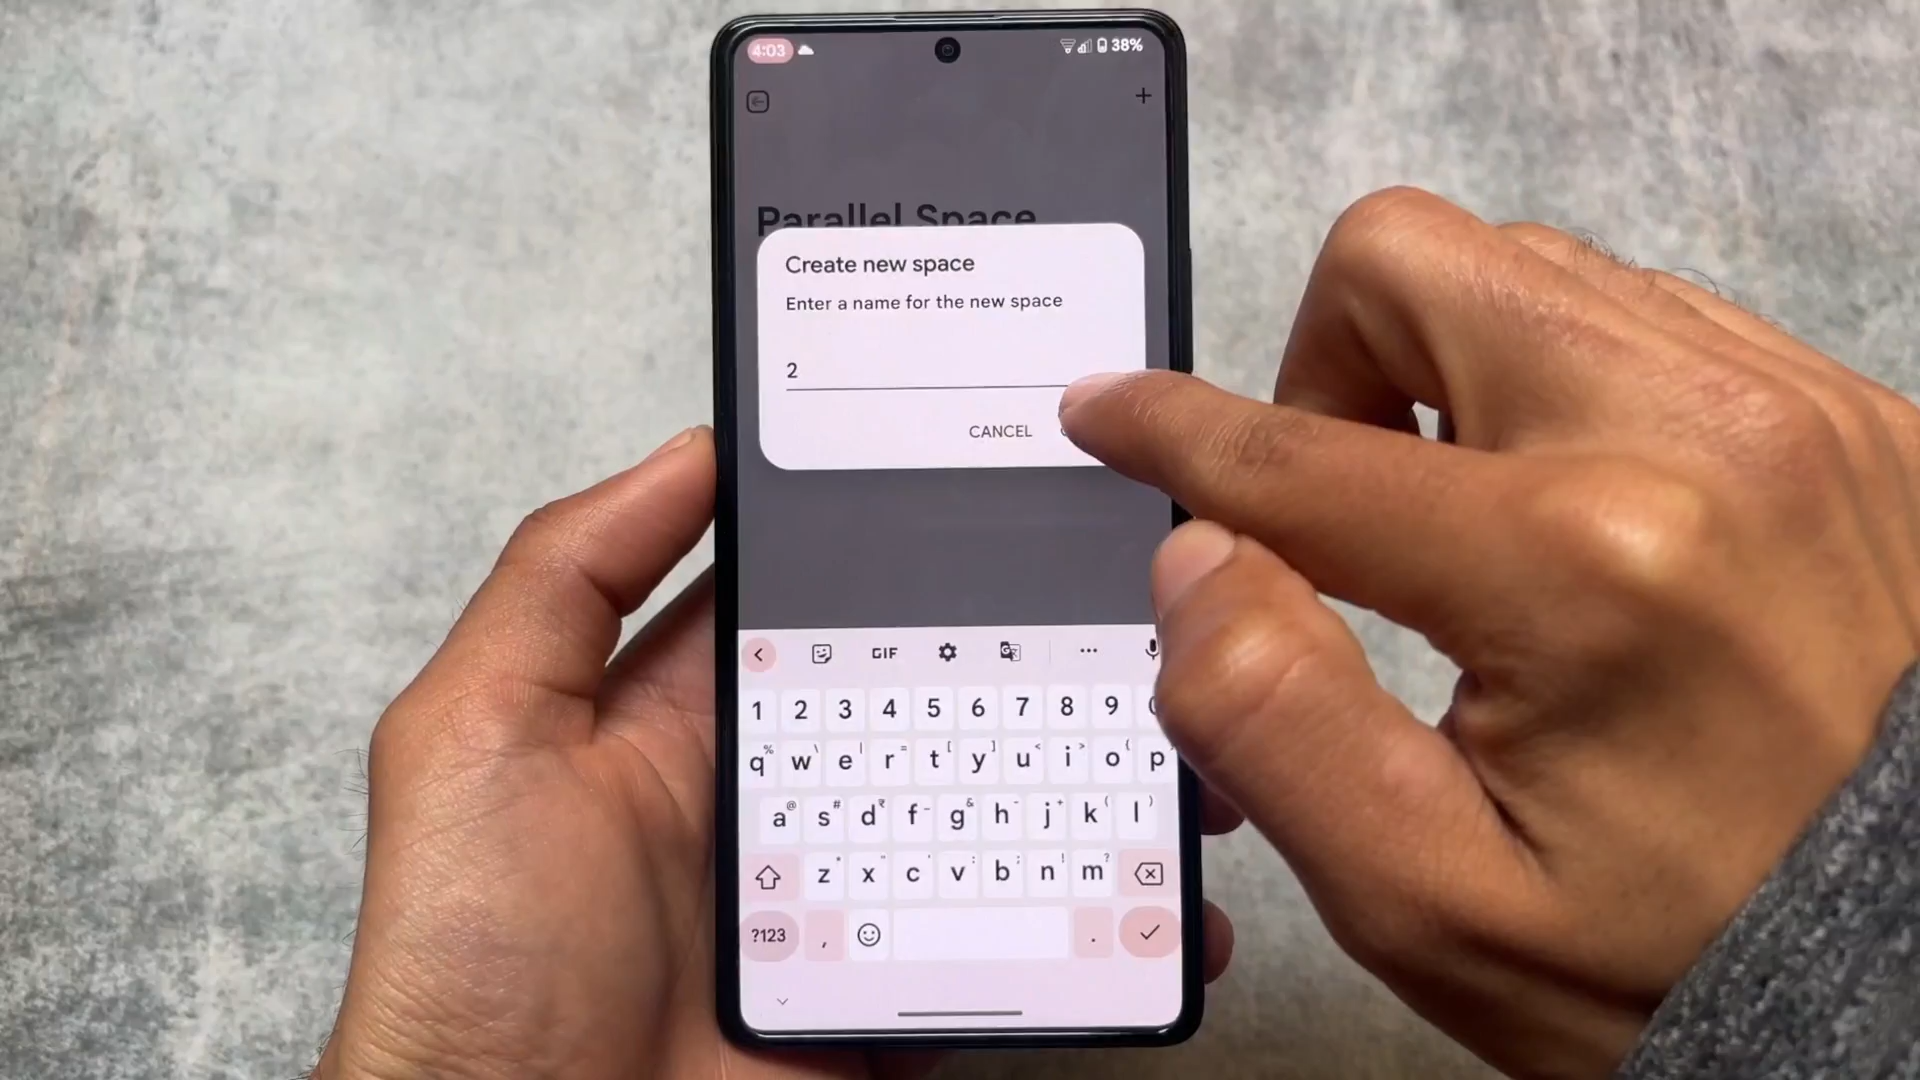 4:03 38%
Parallel Space
Create new space
Enter a name for the new space
2
CANCEL
GIF
1 2 3 4 5 6 7 8 9
q w e r t y u i o p
a s d f g h j k l
z x c v b n m
?123 , .